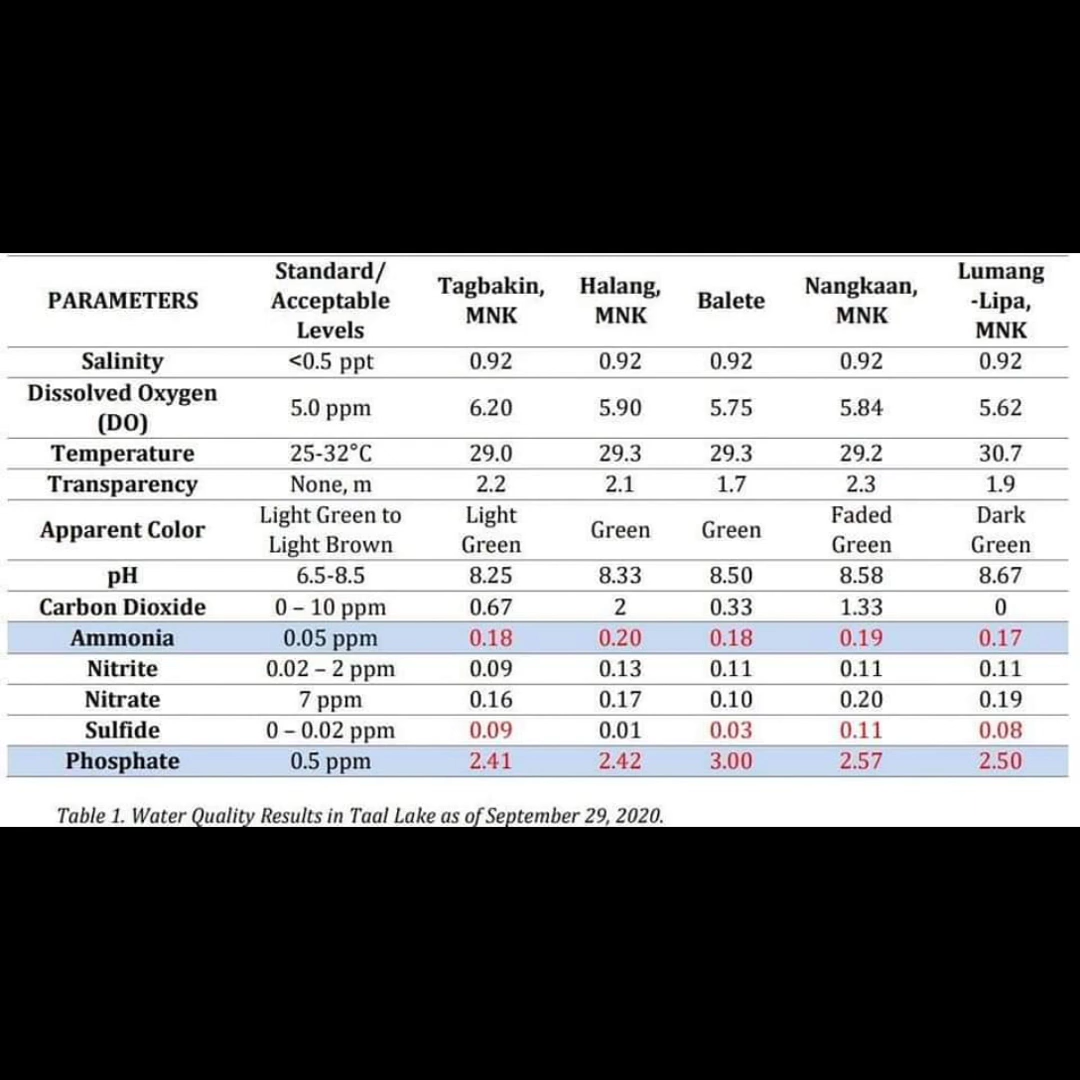 PARAMETERS Standard/ Acceptable Levels Tagbakin, MNK Halang, MNK Balete Nangkaan, MNK Lumang -Lipa, MNK
Salinity <0.5 ppt 0.92 0.92 0.92 0.92 0.92
Dissolved Oxygen (DO) 5.0 ppm 6.20 5.90 5.75 5.84 5.62
Temperature 25-32°C 29.0 29.3 29.3 29.2 30.7
Transparency None, m 2.2 2.1 1.7 2.3 1.9
Apparent Color Light Green to Light Brown Light Green Green Green Faded Green Dark Green
pH 6.5-8.5 8.25 8.33 8.50 8.58 8.67
Carbon Dioxide 0 – 10 ppm 0.67 2 0.33 1.33 0
Ammonia 0.05 ppm 0.18 0.20 0.18 0.19 0.17
Nitrite 0.02 – 2 ppm 0.09 0.13 0.11 0.11 0.11
Nitrate 7 ppm 0.16 0.17 0.10 0.20 0.19
Sulfide 0 – 0.02 ppm 0.09 0.01 0.03 0.11 0.08
Phosphate 0.5 ppm 2.41 2.42 3.00 2.57 2.50
Table 1. Water Quality Results in Taal Lake as of September 29, 2020.